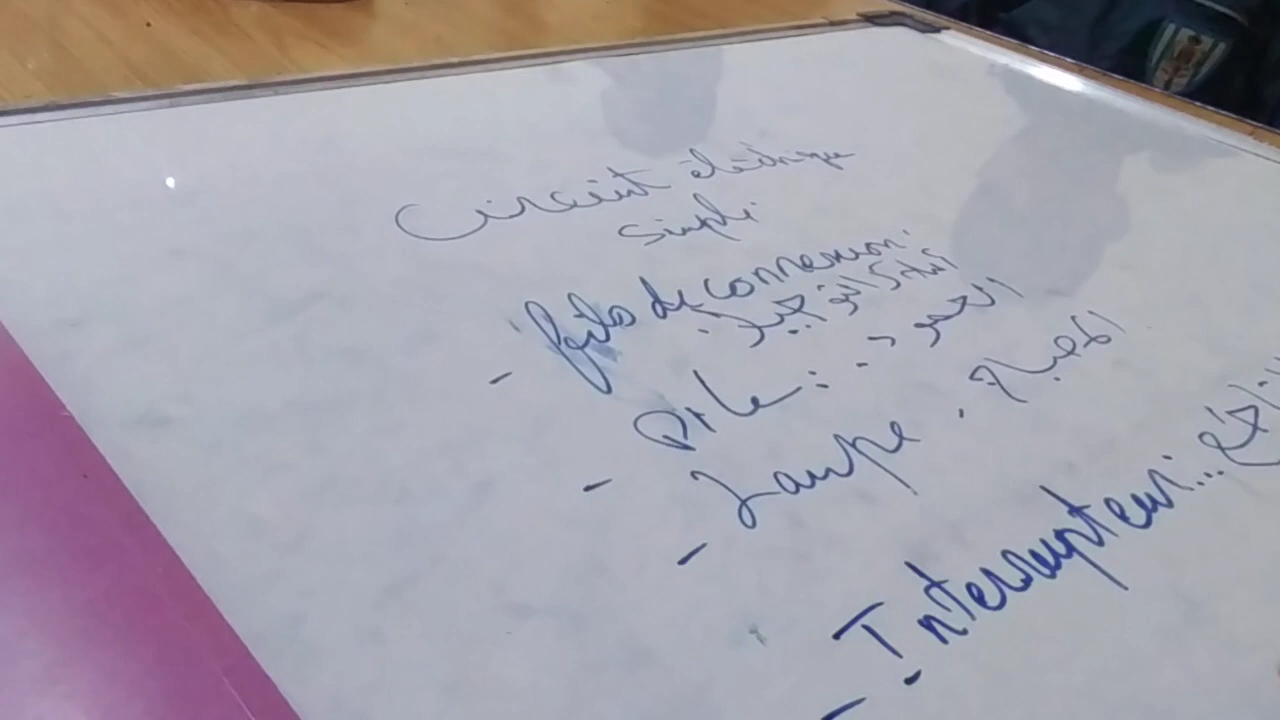 Circuit électrique
simple
- fils de connexion:
أسلاك التوصيل
- Pile : العمود
- Lampe . المصباح
- Interrupteur:...